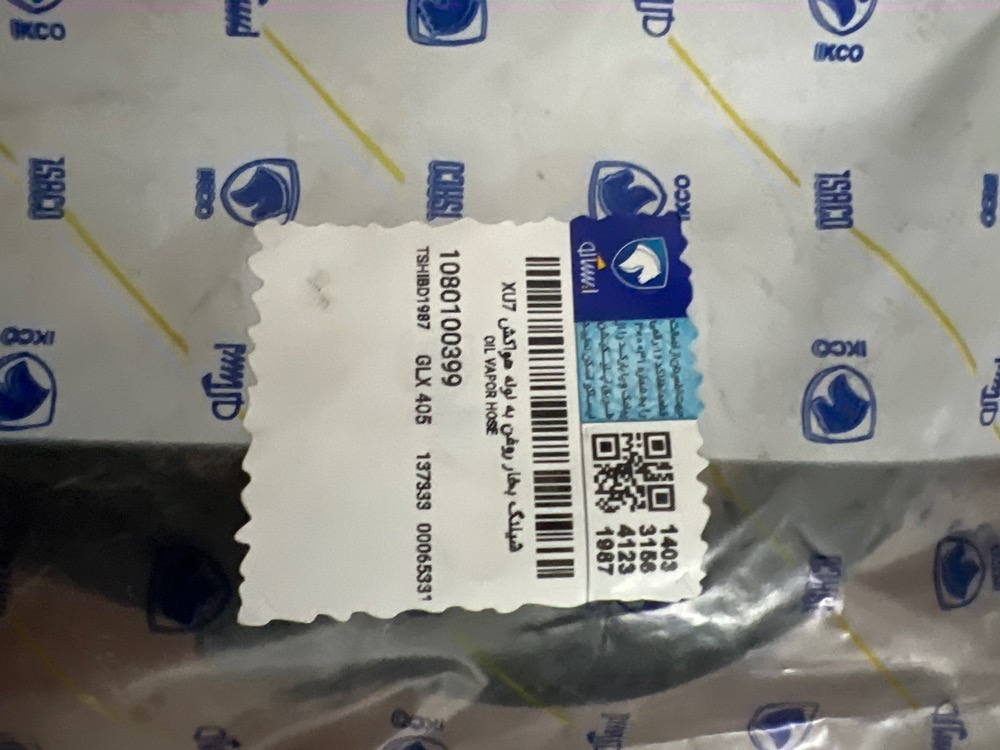 ایساکو
1403
3156
4123
1987
شیلنگ بخار روغن به لوله هواکش XU7
OIL VAPOR HOSE
1080100399
TSHIBD1987 GLX 405 137333 00065331
IKCO
ISACO
ایساکو